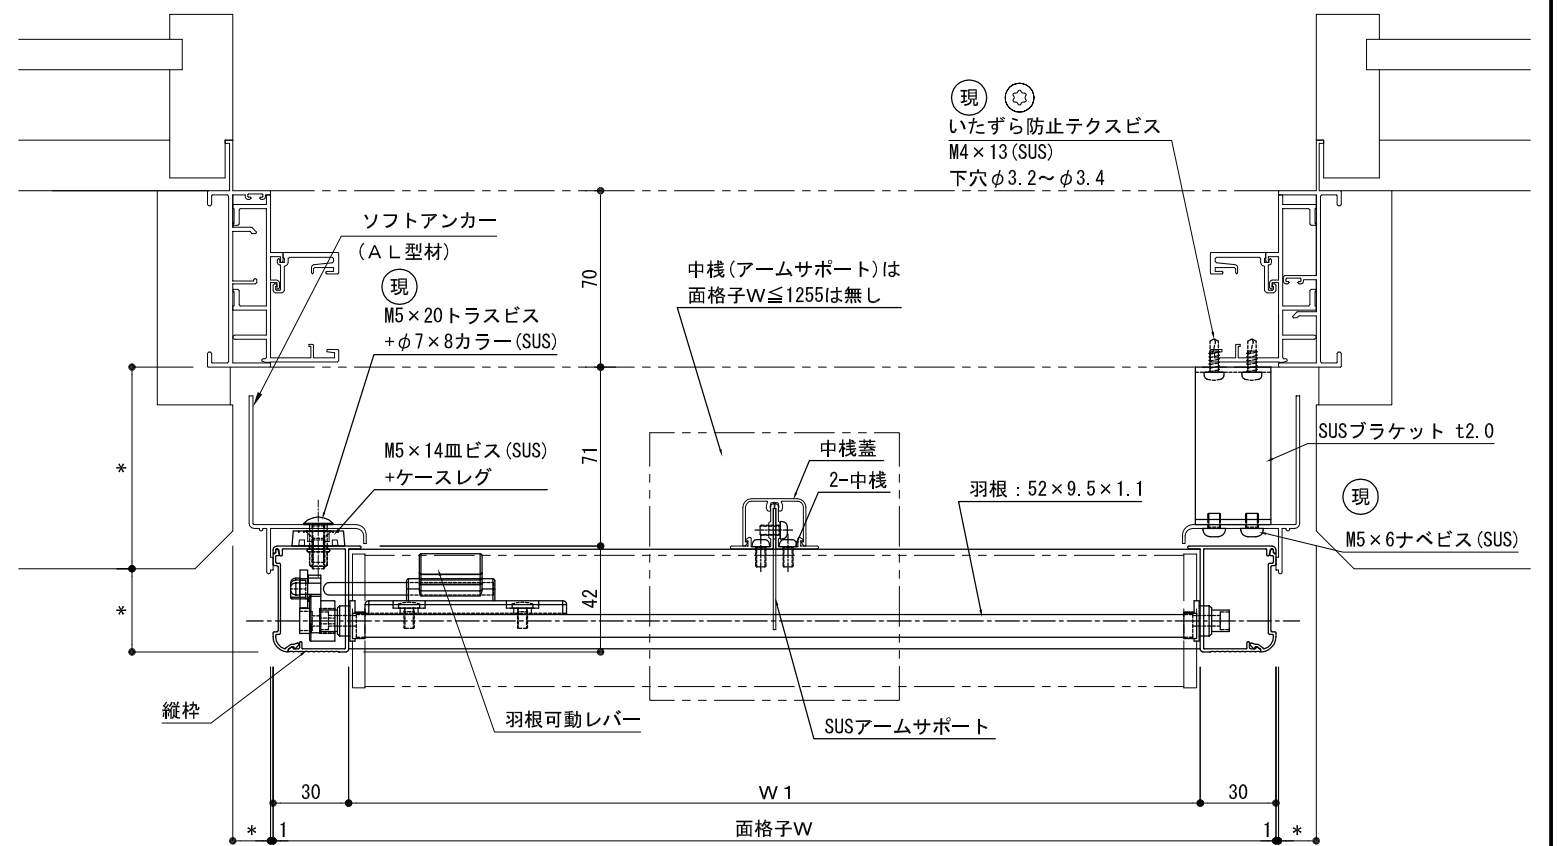 現
いたずら防止テクスビス
M4×13(SUS)
下穴φ3.2～φ3.4
ソフトアンカー
(ＡＬ型材)
現
M5×20トラスビス
+φ7×8カラー(SUS)
中桟(アームサポート)は
面格子W≦1255は無し
70
M5×14皿ビス(SUS)
+ケースレグ
71
中桟蓋
2-中桟
羽根：52×9.5×1.1
SUSブラケット t2.0
現
M5×6ナベビス(SUS)
*
*
42
縦枠
羽根可動レバー
SUSアームサポート
30
Ｗ1
30
*
1
面格子Ｗ
1
*